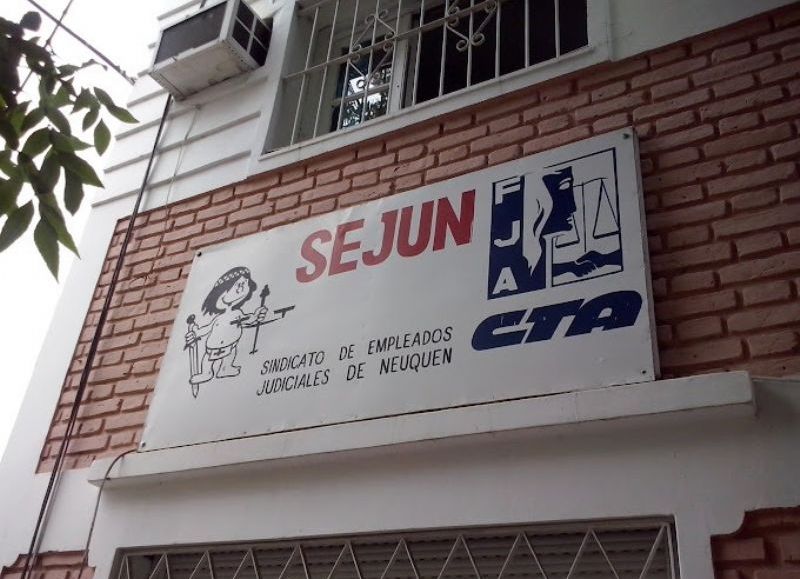 SEJUN
SINDICATO DE EMPLEADOS
JUDICIALES DE NEUQUEN
FJA
CTA